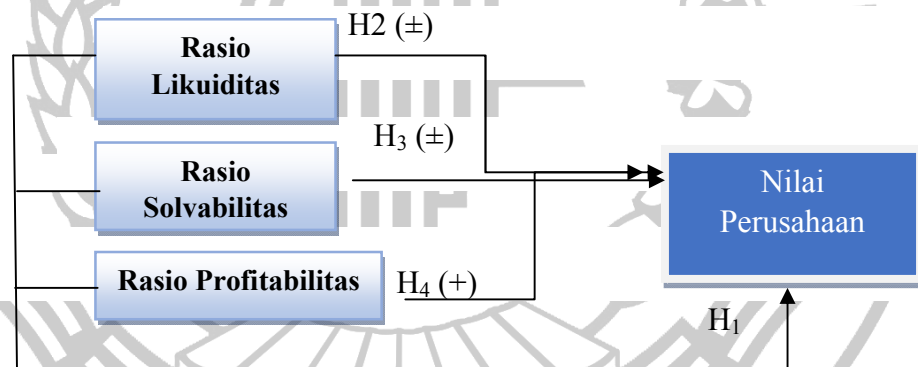 H2 (±)
Rasio
Likuiditas
H₃ (±)
Rasio
Solvabilitas
Nilai
Perusahaan
Rasio Profitabilitas
H₄ (+)
H₁